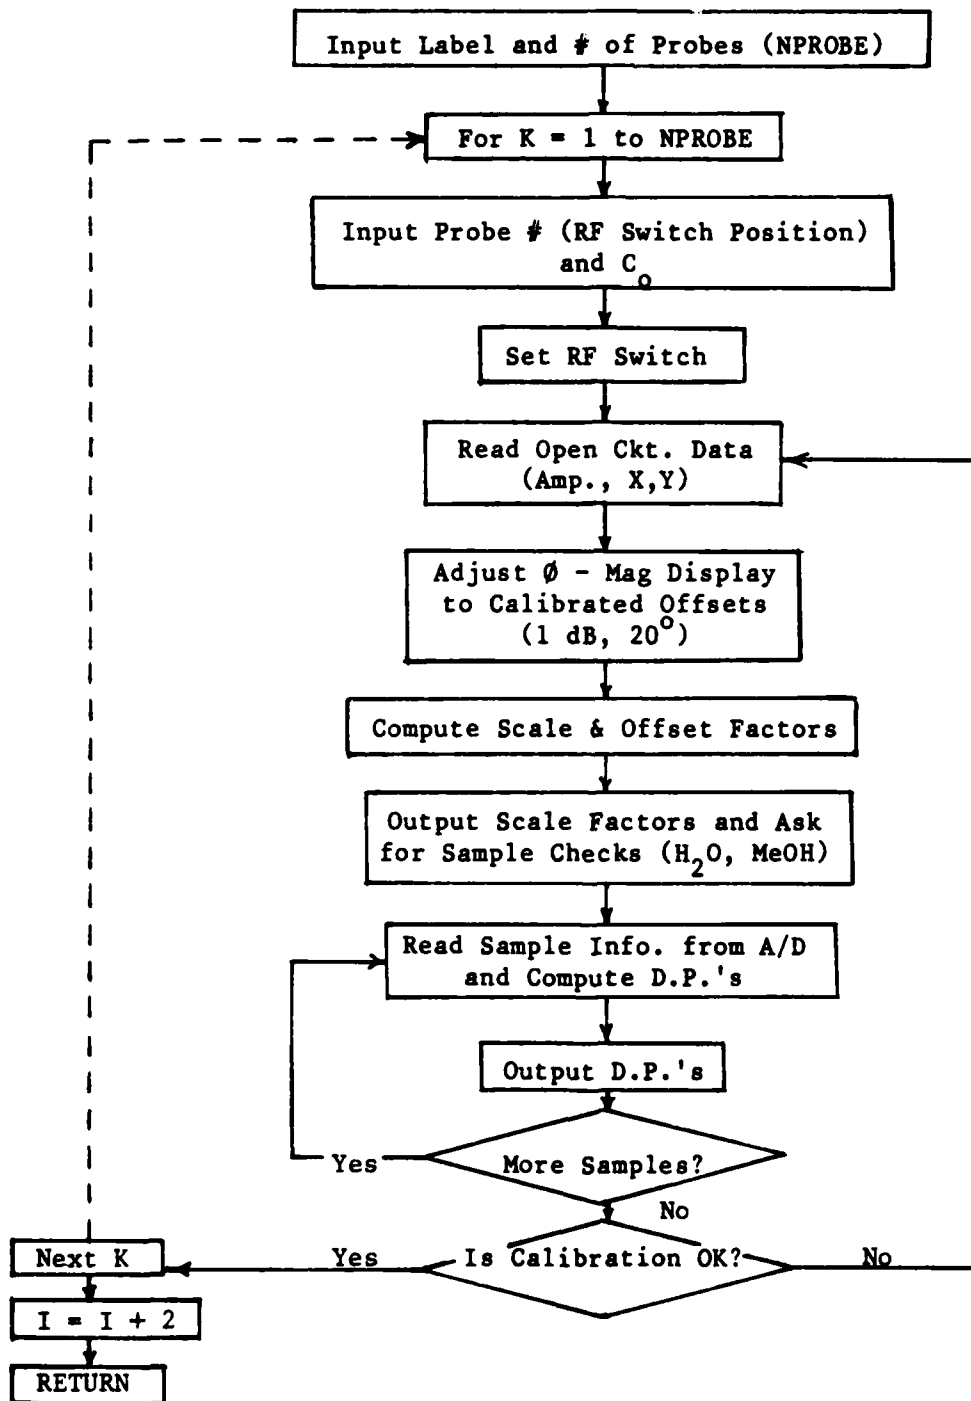 Input Label and # of Probes (NPROBE)
For K = 1 to NPROBE
Input Probe # (RF Switch Position)
and C₀
Set RF Switch
Read Open Ckt. Data
(Amp., X,Y)
Adjust Ø - Mag Display
to Calibrated Offsets
(1 dB, 20°)
Compute Scale & Offset Factors
Output Scale Factors and Ask
for Sample Checks (H₂O, MeOH)
Read Sample Info. from A/D
and Compute D.P.'s
Output D.P.'s
Yes
More Samples?
No
Next K
Yes
Is Calibration OK?
No
I = I + 2
RETURN